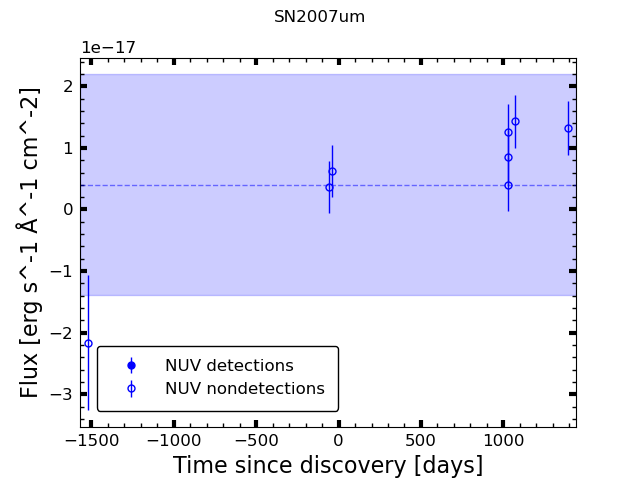 SN2007um
1e−17
2
1
0
−1
−2
−3
Flux [erg s^-1 Å^-1 cm^-2]
NUV detections
NUV nondetections
−1500 −1000 −500 0 500 1000
Time since discovery [days]